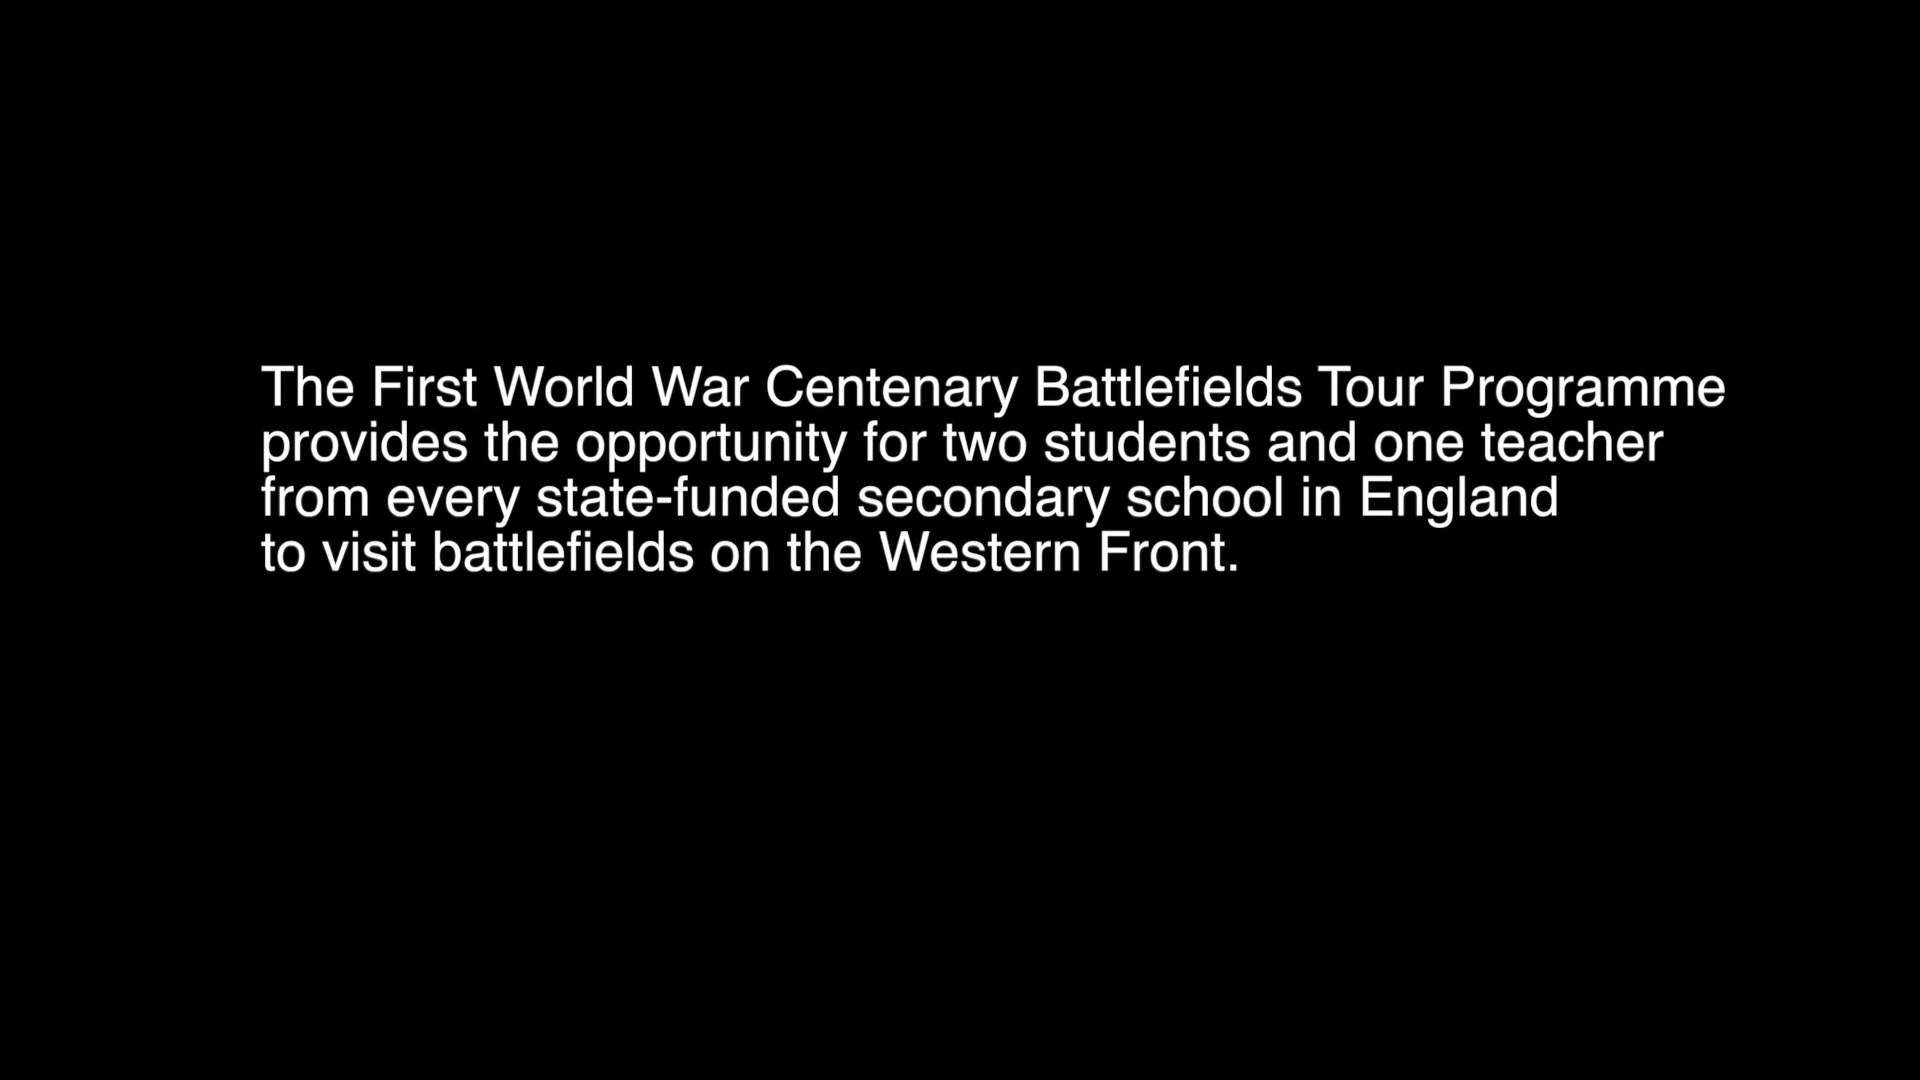 The First World War Centenary Battlefields Tour Programme
provides the opportunity for two students and one teacher
from every state-funded secondary school in England
to visit battlefields on the Western Front.